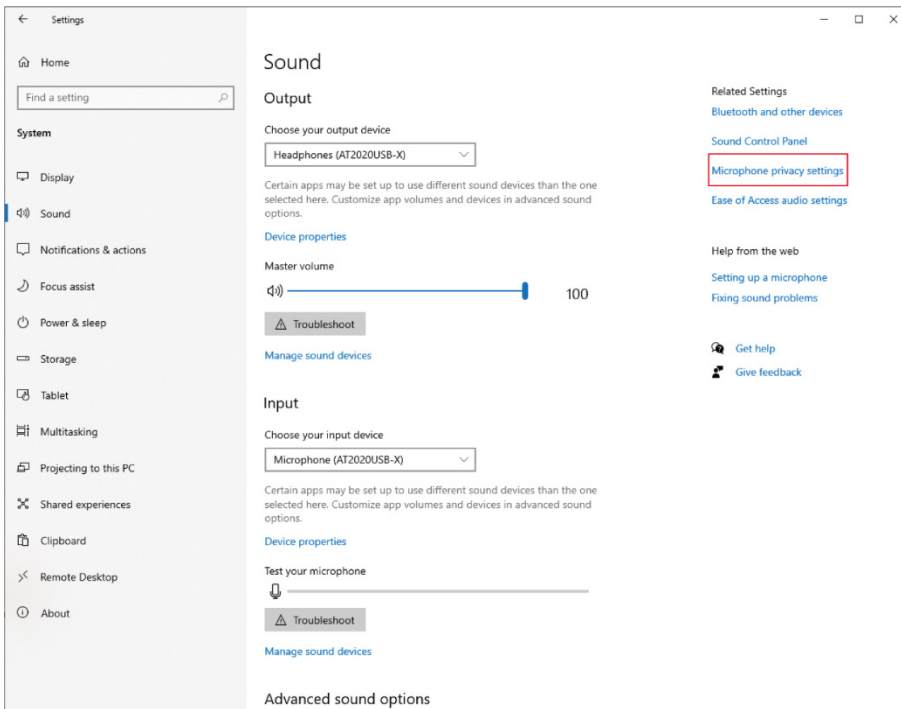 Settings
Home
Find a setting
System
Display
Sound
Notifications & actions
Focus assist
Power & sleep
Storage
Tablet
Multitasking
Projecting to this PC
Shared experiences
Clipboard
Remote Desktop
About
Sound
Output
Choose your output device
Headphones (AT2020USB-X)
Certain apps may be set up to use different sound devices than the one
selected here. Customize app volumes and devices in advanced sound
options.
Device properties
Master volume
100
Troubleshoot
Manage sound devices
Input
Choose your input device
Microphone (AT2020USB-X)
Certain apps may be set up to use different sound devices than the one
selected here. Customize app volumes and devices in advanced sound
options.
Device properties
Test your microphone
Troubleshoot
Manage sound devices
Advanced sound options
Related Settings
Bluetooth and other devices
Sound Control Panel
Microphone privacy settings
Ease of Access audio settings
Help from the web
Setting up a microphone
Fixing sound problems
Get help
Give feedback